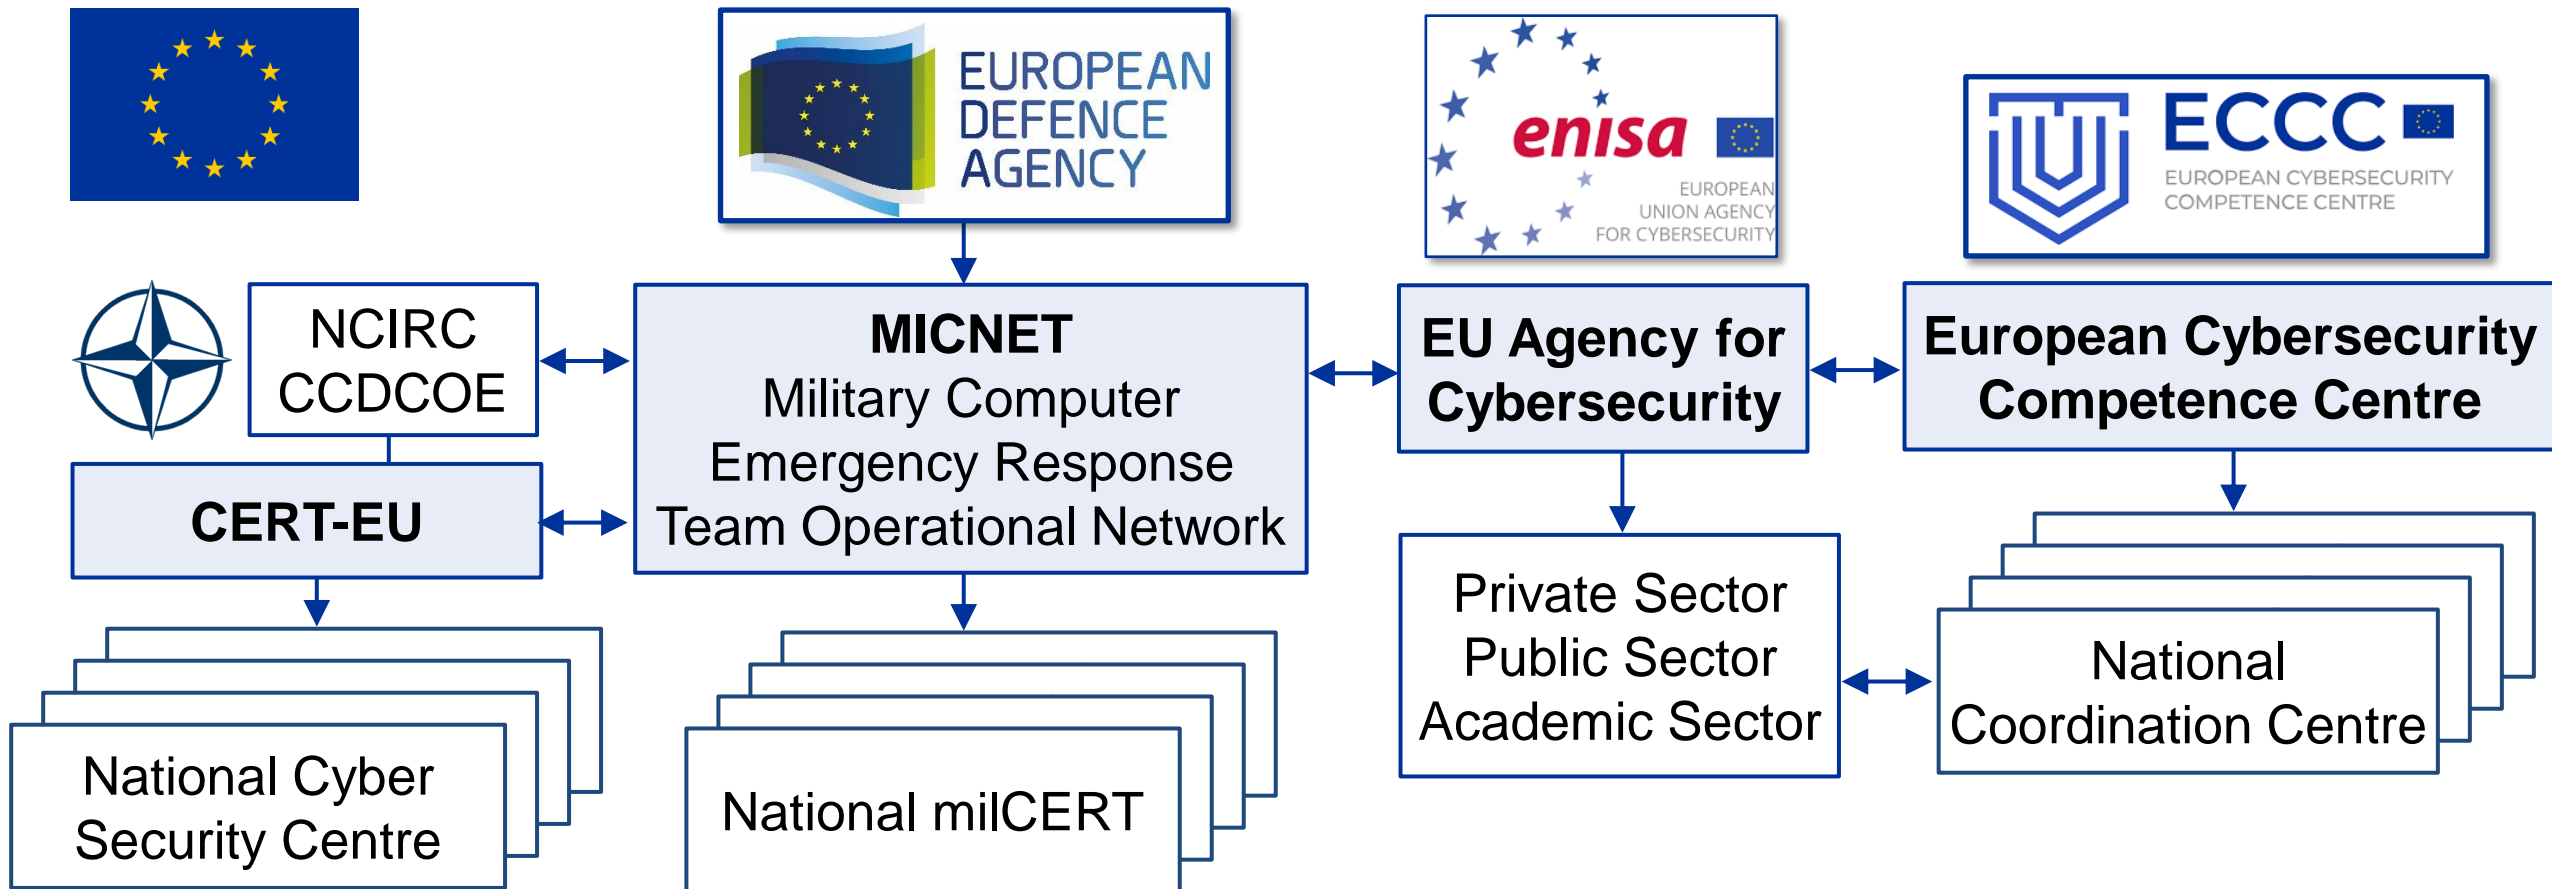 EUROPEAN
DEFENCE
AGENCY
enisa
EUROPEAN
UNION AGENCY
FOR CYBERSECURITY
ECCC
EUROPEAN CYBERSECURITY
COMPETENCE CENTRE
NCIRC
CCDCOE
MICNET
Military Computer
Emergency Response
Team Operational Network
EU Agency for
Cybersecurity
European Cybersecurity
Competence Centre
CERT-EU
Private Sector
Public Sector
Academic Sector
National
Coordination Centre
National Cyber
Security Centre
National milCERT